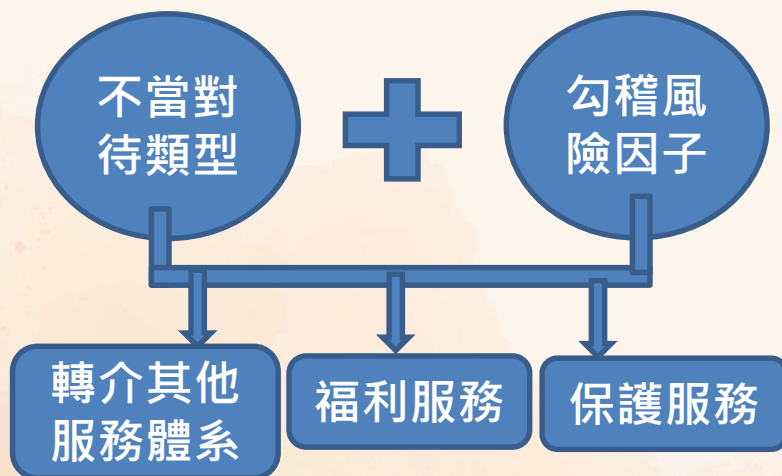 不當對
待類型
勾稽風
險因子
轉介其他
服務體系
福利服務
保護服務